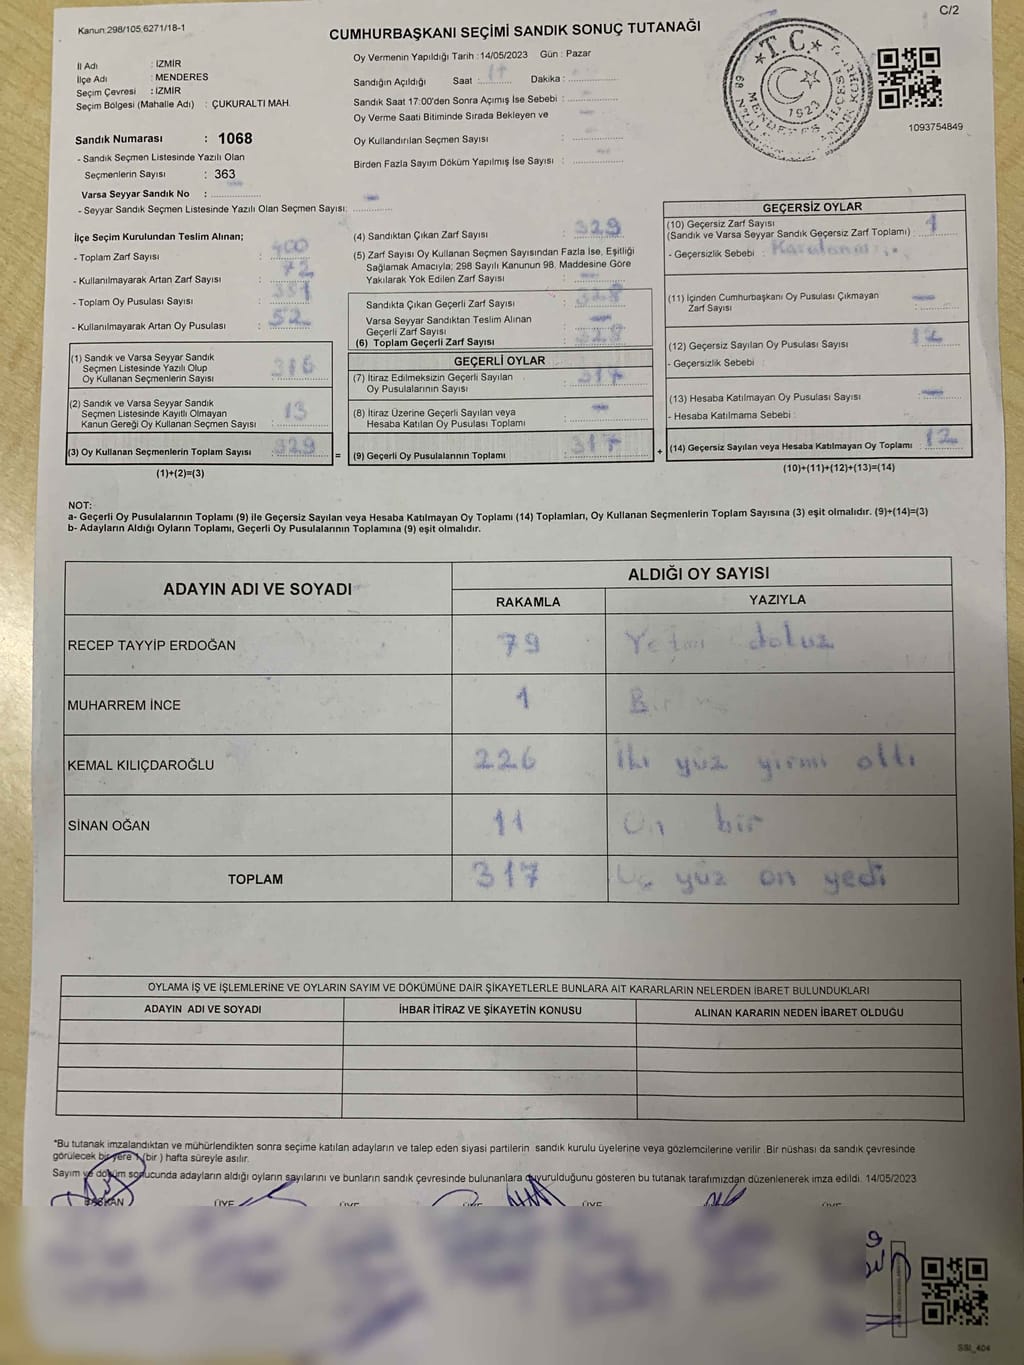 C/2
Kanun:298/105,6271/18-1
CUMHURBAŞKANI SEÇİMİ SANDIK SONUÇ TUTANAĞI
İl Adı : İZMİR
İlçe Adı : MENDERES
Seçim Çevresi : İZMİR
Seçim Bölgesi (Mahalle Adı) : ÇUKURALTI MAH.
Sandık Numarası : 1068
- Sandık Seçmen Listesinde Yazılı Olan
Seçmenlerin Sayısı : 363
Varsa Seyyar Sandık No :
- Seyyar Sandık Seçmen Listesinde Yazılı Olan Seçmen Sayısı:
Oy Vermenin Yapıldığı Tarih : 14/05/2023 Gün : Pazar
Sandığın Açıldığı Saat : Dakika :
Sandık Saat 17:00'den Sonra Açımış İse Sebebi :
Oy Verme Saati Bitiminde Sırada Bekleyen ve
Oy Kullandırılan Seçmen Sayısı :
Birden Fazla Sayım Döküm Yapılmış İse Sayısı :
T.C.
1923
1093754849
İlçe Seçim Kurulundan Teslim Alınan;
- Toplam Zarf Sayısı : 400
- Kullanılmayarak Artan Zarf Sayısı : 72
- Toplam Oy Pusulası Sayısı :
- Kullanılmayarak Artan Oy Pusulası : 52
(1) Sandık ve Varsa Seyyar Sandık
Seçmen Listesinde Yazılı Olup
Oy Kullanan Seçmenlerin Sayısı : 316
(2) Sandık ve Varsa Seyyar Sandık
Seçmen Listesinde Kayıtlı Olmayan
Kanun Gereği Oy Kullanan Seçmen Sayısı : 13
(3) Oy Kullanan Seçmenlerin Toplam Sayısı : 329
(1)+(2)=(3)
=
(4) Sandıktan Çıkan Zarf Sayısı : 329
(5) Zarf Sayısı Oy Kullanan Seçmen Sayısından Fazla İse, Eşitliği
Sağlamak Amacıyla; 298 Sayılı Kanunun 98. Maddesine Göre
Yakılarak Yok Edilen Zarf Sayısı :
Sandıkta Çıkan Geçerli Zarf Sayısı : 328
Varsa Seyyar Sandıktan Teslim Alınan
Geçerli Zarf Sayısı :
(6) Toplam Geçerli Zarf Sayısı : 328
GEÇERLİ OYLAR
(7) İtiraz Edilmeksizin Geçerli Sayılan
Oy Pusulalarının Sayısı : 317
(8) İtiraz Üzerine Geçerli Sayılan veya
Hesaba Katılan Oy Pusulası Toplamı :
(9) Geçerli Oy Pusulalarının Toplamı : 317
+
GEÇERSİZ OYLAR
(10) Geçersiz Zarf Sayısı
(Sandık ve Varsa Seyyar Sandık Geçersiz Zarf Toplamı) : 1
- Geçersizlik Sebebi :
(11) İçinden Cumhurbaşkanı Oy Pusulası Çıkmayan
Zarf Sayısı :
(12) Geçersiz Sayılan Oy Pusulası Sayısı :
- Geçersizlik Sebebi :
(13) Hesaba Katılmayan Oy Pusulası Sayısı :
- Hesaba Katılmama Sebebi :
(14) Geçersiz Sayılan veya Hesaba Katılmayan Oy Toplamı : 12
(10)+(11)+(12)+(13)=(14)
NOT:
a- Geçerli Oy Pusulalarının Toplamı (9) ile Geçersiz Sayılan veya Hesaba Katılmayan Oy Toplamı (14) Toplamları, Oy Kullanan Seçmenlerin Toplam Sayısına (3) eşit olmalıdır. (9)+(14)=(3)
b- Adayların Aldığı Oyların Toplamı, Geçerli Oy Pusulalarının Toplamına (9) eşit olmalıdır.
ADAYIN ADI VE SOYADI
ALDIĞI OY SAYISI
RAKAMLA YAZIYLA
RECEP TAYYİP ERDOĞAN 79 Yetmi dokuz
MUHARREM İNCE 1 Bir
KEMAL KILIÇDAROĞLU 226 İki yüz yirmi altı
SİNAN OĞAN 11 On bir
TOPLAM 317 Üç yüz on yedi
OYLAMA İŞ VE İŞLEMLERİNE VE OYLARIN SAYIM VE DÖKÜMÜNE DAİR ŞİKAYETLERLE BUNLARA AİT KARARLARIN NELERDEN İBARET BULUNDUKLARI
ADAYIN ADI VE SOYADI İHBAR İTİRAZ VE ŞİKAYETİN KONUSU ALINAN KARARIN NEDEN İBARET OLDUĞU
*Bu tutanak imzalandıktan ve mühürlendikten sonra seçime katılan adayların ve talep eden siyasi partilerin sandık kurulu üyelerine veya gözlemcilerine verilir. Bir nüshası da sandık çevresinde
görülecek bir yere 1 (bir ) hafta süreyle asılır.
Sayım ve döküm sonucunda adayların aldığı oyların sayılarını ve bunların sandık çevresinde bulunanlara duyurulduğunu gösteren bu tutanak tarafımızdan düzenlenerek imza edildi. 14/05/2023
BAŞKAN ÜYE ÜYE ÜYE ÜYE ÜYE
SSI_404